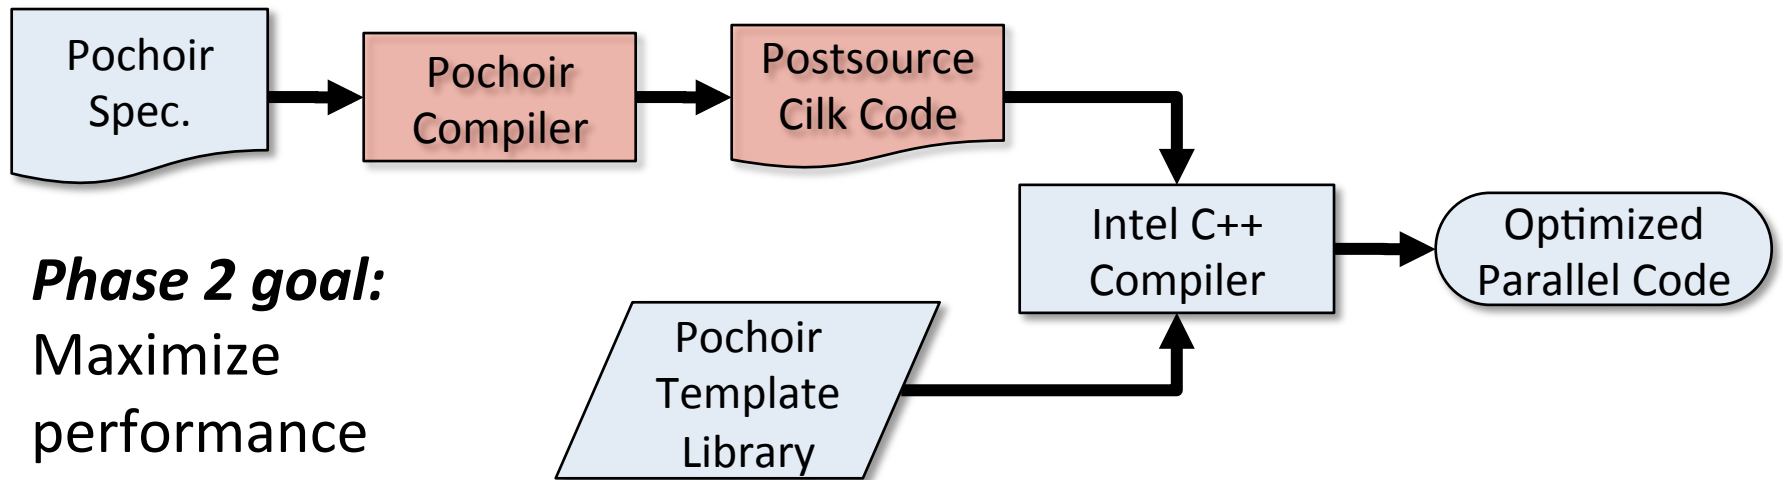 Pochoir
Spec.
Pochoir
Compiler
Postsource
Cilk Code
Intel C++
Compiler
Optimized
Parallel Code
Phase 2 goal:
Maximize
performance
Pochoir
Template
Library